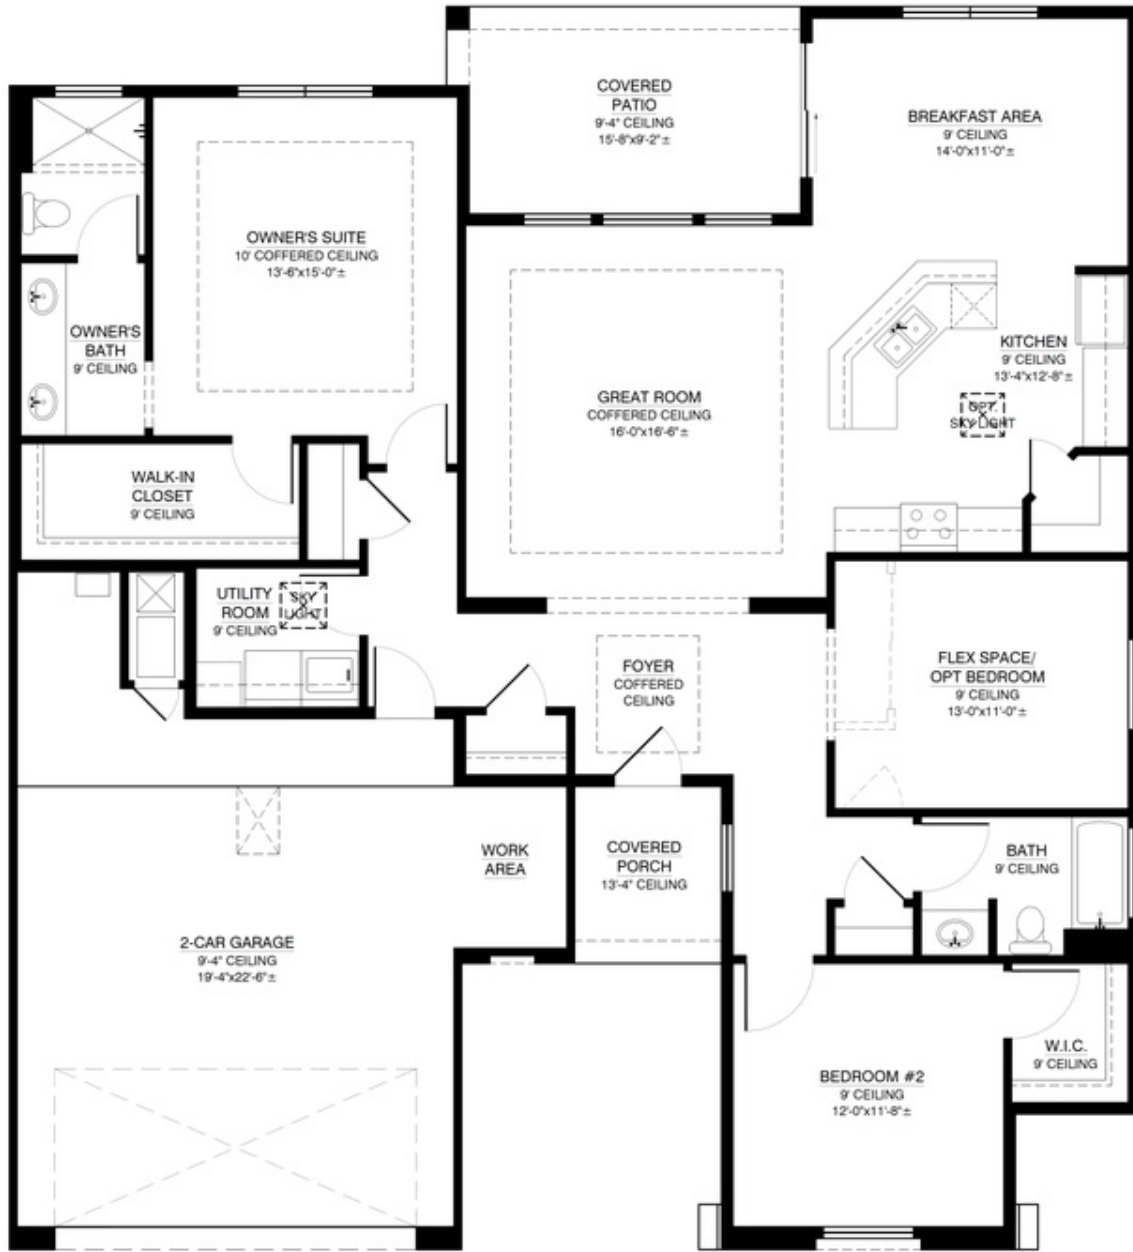 COVERED
PATIO
9'-4" CEILING
15'-8"x9'-2"±
BREAKFAST AREA
9' CEILING
14'-0"x11'-0"±
OWNER'S SUITE
10' COFFERED CEILING
13'-6"x15'-0"±
OWNER'S
BATH
9' CEILING
KITCHEN
9' CEILING
13'-4"x12'-8"±
OPT.
SKYLIGHT
GREAT ROOM
COFFERED CEILING
16'-0"x16'-6"±
WALK-IN
CLOSET
9' CEILING
UTILITY
ROOM
9' CEILING
SKY
LIGHT
FOYER
COFFERED
CEILING
FLEX SPACE/
OPT BEDROOM
9' CEILING
13'-0"x11'-0"±
WORK
AREA
COVERED
PORCH
13'-4" CEILING
BATH
9' CEILING
2-CAR GARAGE
9'-4" CEILING
19'-4"x22'-6"±
BEDROOM #2
9' CEILING
12'-0"x11'-8"±
W.I.C.
9' CEILING